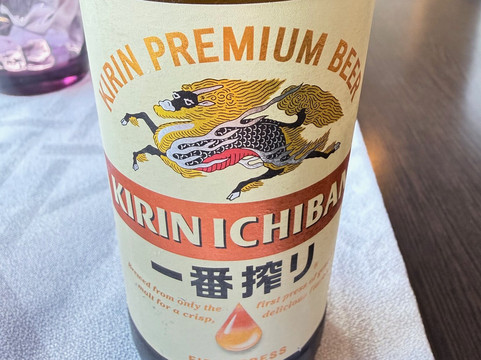 KIRIN PREMIUM BEER
KIRIN ICHIBAN
一番搾り
Brewed from only the first press of
malt for a crisp, delicious